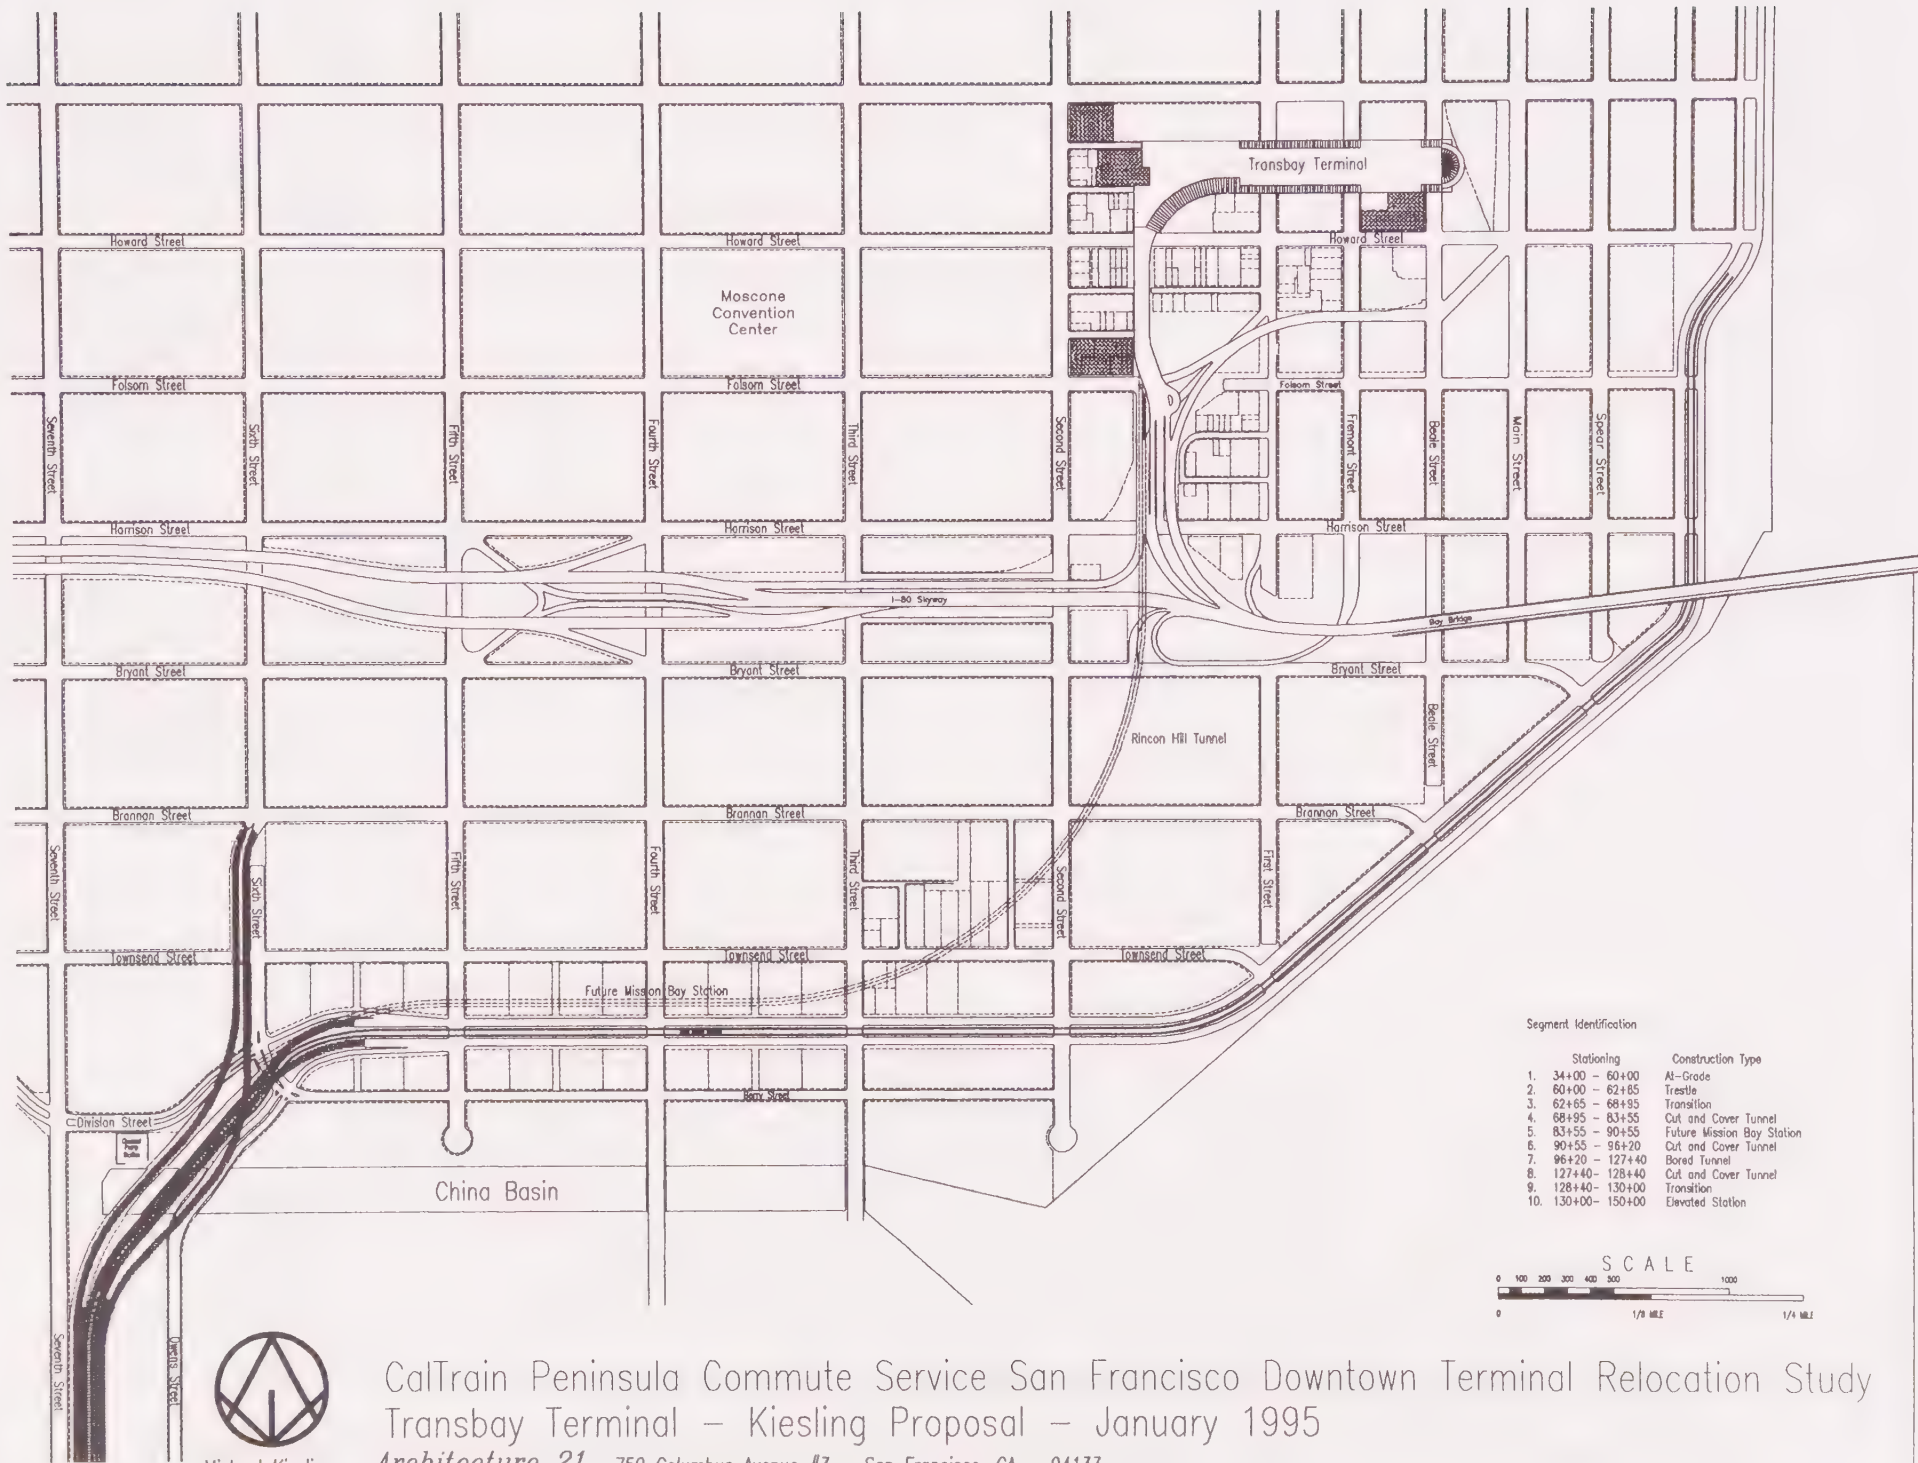 Transbay Terminal
Howard Street
Howard Street
Howard Street
Moscone
Convention
Center
Folsom Street
Folsom Street
Folsom Street
Seventh Street
Sixth Street
Fifth Street
Fourth Street
Third Street
Second Street
Fremont Street
Beale Street
Main Street
Spear Street
Harrison Street
Harrison Street
Harrison Street
I-80 Skyway
Bay Bridge
Bryant Street
Bryant Street
Bryant Street
Beale Street
Rincon Hill Tunnel
Brannan Street
Brannan Street
Brannan Street
Seventh Street
Sixth Street
Fifth Street
Fourth Street
Third Street
Second Street
First Street
Townsend Street
Townsend Street
Townsend Street
Future Mission Bay Station
Berry Street
Division Street
China Basin
Seventh Street
Owens Street
Segment Identification
Stationing Construction Type
1. 34+00 - 60+00 At-Grade
2. 60+00 - 62+65 Trestle
3. 62+65 - 68+95 Transition
4. 68+95 - 83+55 Cut and Cover Tunnel
5. 83+55 - 90+55 Future Mission Bay Station
6. 90+55 - 96+20 Cut and Cover Tunnel
7. 96+20 - 127+40 Bored Tunnel
8. 127+40- 128+40 Cut and Cover Tunnel
9. 128+40- 130+00 Transition
10. 130+00- 150+00 Elevated Station
SCALE
0 100 200 300 400 500 1000
0 1/8 MILE 1/4 MILE
CalTrain Peninsula Commute Service San Francisco Downtown Terminal Relocation Study
Transbay Terminal - Kiesling Proposal - January 1995
Architecture 21 759 Columbus Avenue #7 San Francisco, CA 94133